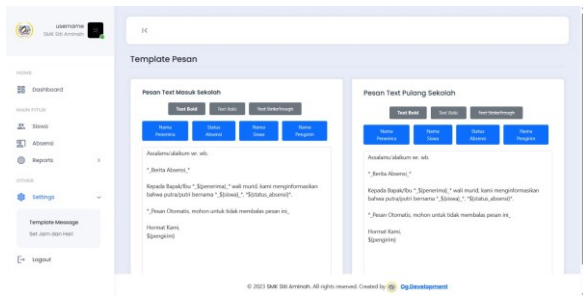 username
SMK Siti Aminah
HOME
Dashboard
MAIN FITUR
Siswa
Absensi
Reports
OTHER
Settings
Template Message
Set Jam dan Hari
Logout
Template Pesan
Pesan Text Masuk Sekolah
Text Bold Text Italic Text StrikeThrough
Nama Penerima Status Absensi Nama Siswa Nama Pengirim
Assalamu'alaikum wr. wb.
*_Berita Absensi_*
Kepada Bapak/Ibu *_${penerima}_* wali murid, kami menginformasikan
bahwa putra/putri bernama *_${siswa}_*, *${status_absensi}*.
*_Pesan Otomatis, mohon untuk tidak membalas pesan ini_
Hormat Kami,
${pengirim}
Pesan Text Pulang Sekolah
Text Bold Text Italic Text StrikeThrough
Nama Penerima Nama Siswa Status Absensi Nama Pengirim
Assalamu'alaikum wr. wb.
*_Berita Absensi_*
Kepada Bapak/Ibu *_${penerima}_* wali murid, kami menginformasikan
bahwa putra/putri bernama *_${siswa}_*, *${status_absensi}*.
*_Pesan Otomatis, mohon untuk tidak membalas pesan ini_
Hormat Kami,
${pengirim}
© 2023 SMK Siti Aminah. All rights reserved. Created by Og.Development